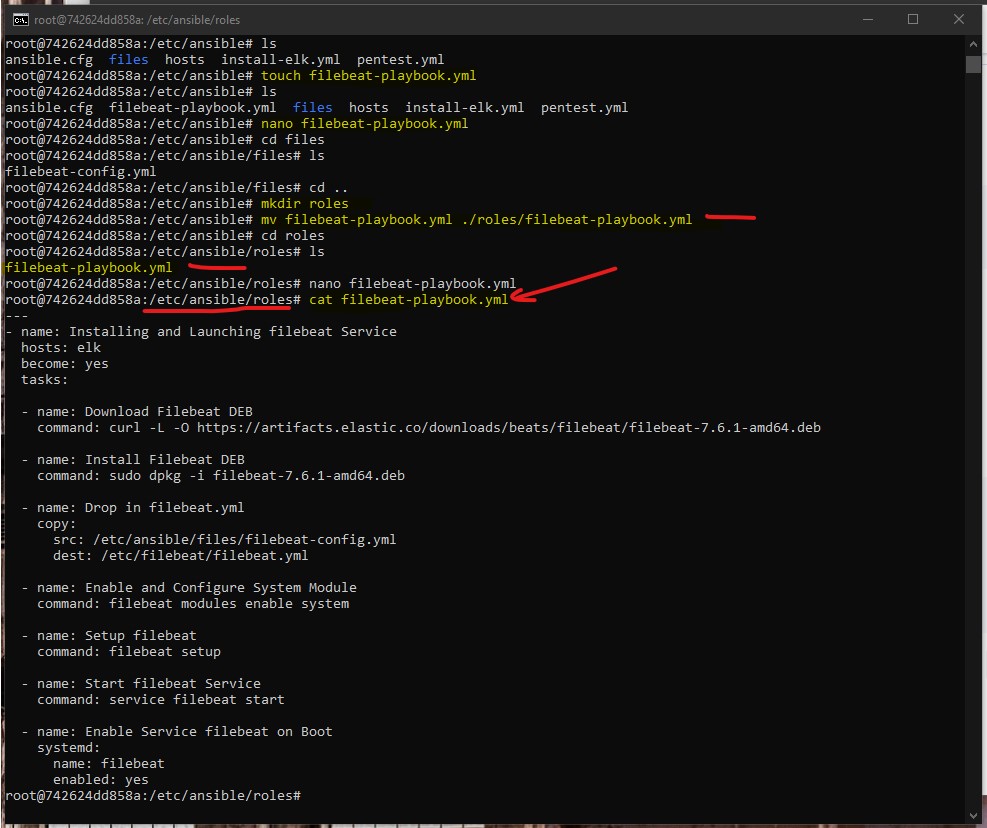 root@742624dd858a: /etc/ansible/roles
root@742624dd858a:/etc/ansible# ls
ansible.cfg  files  hosts  install-elk.yml  pentest.yml
root@742624dd858a:/etc/ansible# touch filebeat-playbook.yml
root@742624dd858a:/etc/ansible# ls
ansible.cfg  filebeat-playbook.yml  files  hosts  install-elk.yml  pentest.yml
root@742624dd858a:/etc/ansible# nano filebeat-playbook.yml
root@742624dd858a:/etc/ansible# cd files
root@742624dd858a:/etc/ansible/files# ls
filebeat-config.yml
root@742624dd858a:/etc/ansible/files# cd ..
root@742624dd858a:/etc/ansible# mkdir roles
root@742624dd858a:/etc/ansible# mv filebeat-playbook.yml ./roles/filebeat-playbook.yml
root@742624dd858a:/etc/ansible# cd roles
root@742624dd858a:/etc/ansible/roles# ls
filebeat-playbook.yml
root@742624dd858a:/etc/ansible/roles# nano filebeat-playbook.yml
root@742624dd858a:/etc/ansible/roles# cat filebeat-playbook.yml
---
- name: Installing and Launching filebeat Service
  hosts: elk
  become: yes
  tasks:
  - name: Download Filebeat DEB
    command: curl -L -O https://artifacts.elastic.co/downloads/beats/filebeat/filebeat-7.6.1-amd64.deb
  - name: Install Filebeat DEB
    command: sudo dpkg -i filebeat-7.6.1-amd64.deb
  - name: Drop in filebeat.yml
    copy:
      src: /etc/ansible/files/filebeat-config.yml
      dest: /etc/filebeat/filebeat.yml
  - name: Enable and Configure System Module
    command: filebeat modules enable system
  - name: Setup filebeat
    command: filebeat setup
  - name: Start filebeat Service
    command: service filebeat start
  - name: Enable Service filebeat on Boot
    systemd:
      name: filebeat
      enabled: yes
root@742624dd858a:/etc/ansible/roles#